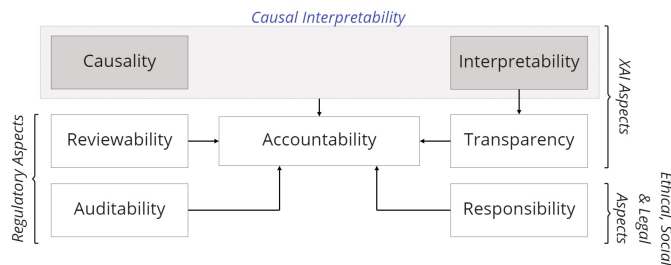 Causal Interpretability
Causality
Interpretability
XAI Aspects
Regulatory Aspects
Reviewability
Accountability
Transparency
Auditability
Responsibility
Ethical, Social
& Legal
Aspects